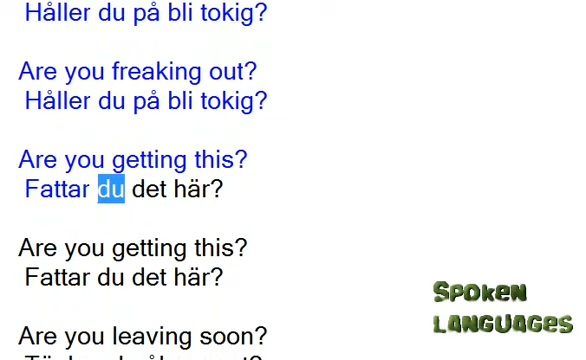 Håller du på bli tokig?
Are you freaking out?
Håller du på bli tokig?
Are you getting this?
Fattar du det här?
Are you getting this?
Fattar du det här?
Are you leaving soon?
SPOKEN
LANGUAGES